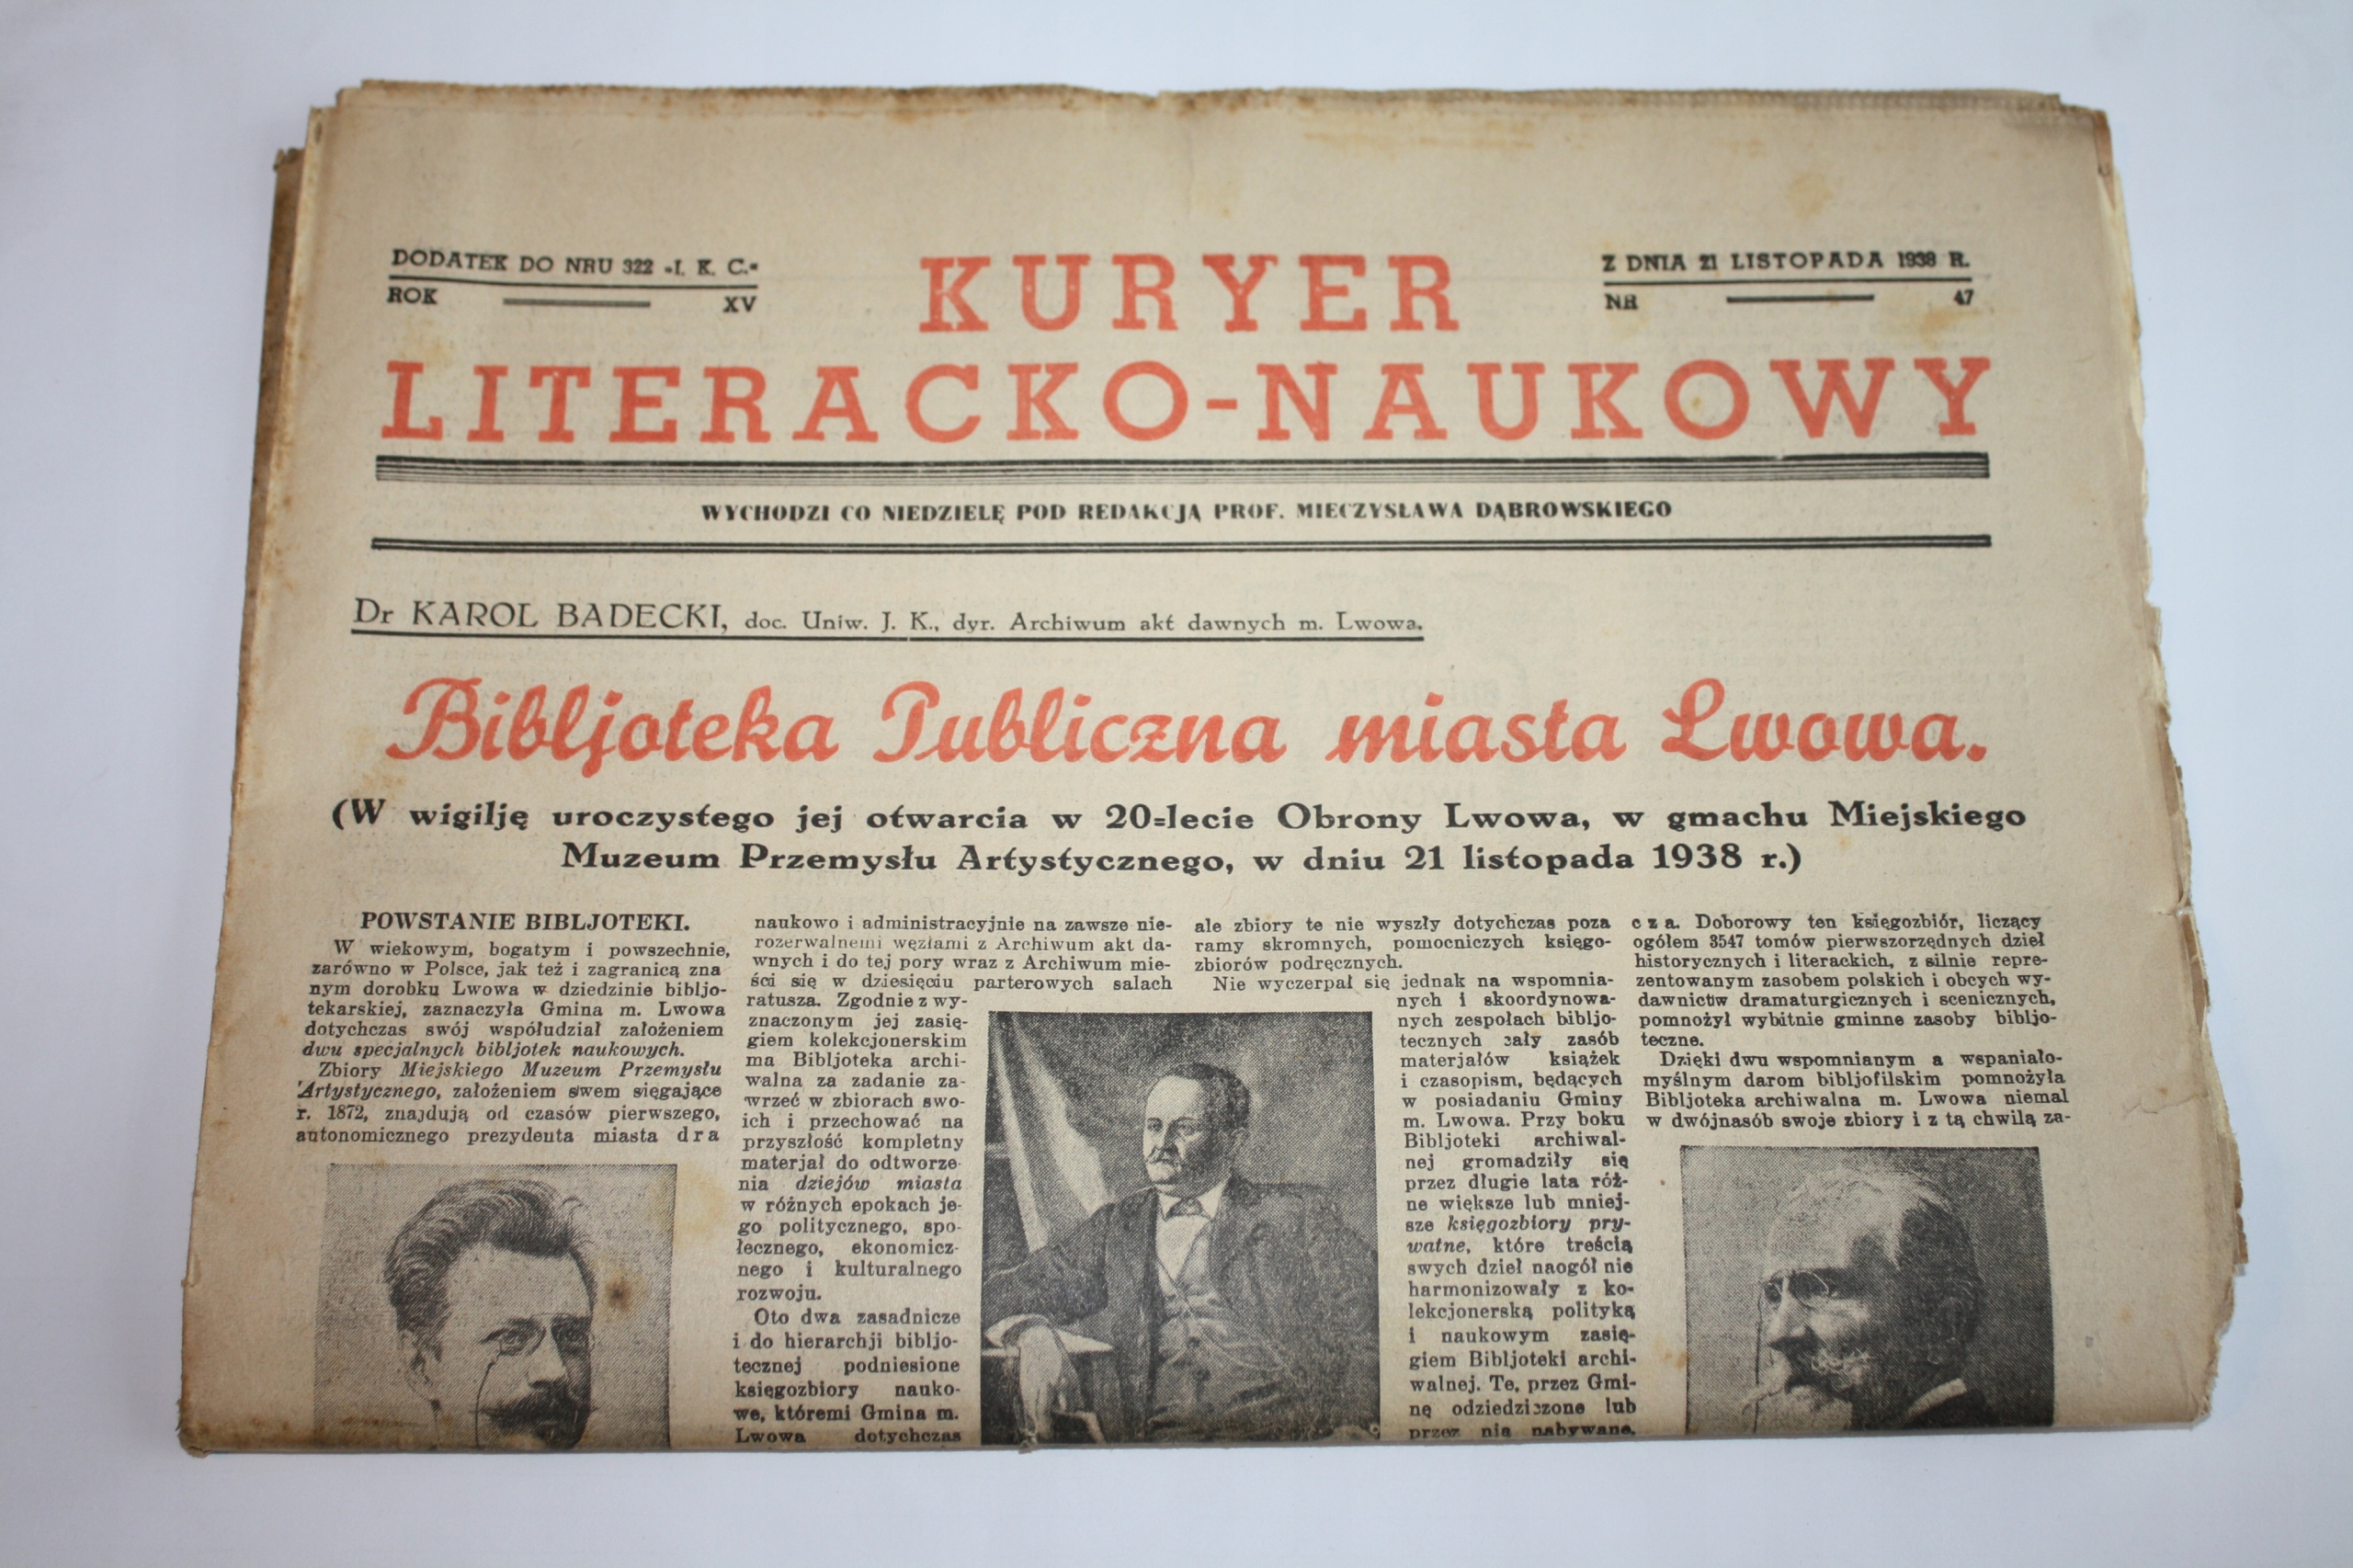 DODATEK DO NRU 322 «I. K. C.»
ROK XV
KURYER
LITERACKO-NAUKOWY
Z DNIA 21 LISTOPADA 1938 R.
NR 47
WYCHODZI CO NIEDZIELĘ POD REDAKCJĄ PROF. MIECZYSŁAWA DĄBROWSKIEGO
Dr KAROL BADECKI, doc. Uniw. J. K., dyr. Archiwum akt dawnych m. Lwowa.
Bibljoteka Publiczna miasta Lwowa.
(W wigilję uroczystego jej otwarcia w 20-lecie Obrony Lwowa, w gmachu Miejskiego
Muzeum Przemysłu Artystycznego, w dniu 21 listopada 1938 r.)
POWSTANIE BIBLJOTEKI.
W wiekowym, bogatym i powszechnie,
zarówno w Polsce, jak też i zagranicą zna
nym dorobku Lwowa w dziedzinie bibljo-
tekarskiej, zaznaczyła Gmina m. Lwowa
dotychczas swój współudział założeniem
dwu specjalnych bibljotek naukowych.
Zbiory Miejskiego Muzeum Przemysłu
Artystycznego, założeniem swem sięgające
r. 1872, znajdują od czasów pierwszego,
autonomicznego prezydenta miasta dra
naukowo i administracyjnie na zawsze nie-
rozerwalnemi węzłami z Archiwum akt da-
wnych i do tej pory wraz z Archiwum mie-
ści się w dziesięciu parterowych salach
ratusza. Zgodnie z wy-
znaczonym jej zasię-
giem kolekcjonerskim
ma Bibljoteka archi-
walna za zadanie za-
wrzeć w zbiorach swo-
ich i przechować na
przyszłość kompletny
materjał do odtworze-
nia dziejów miasta
w różnych epokach je-
go politycznego, spo-
łecznego, ekonomicz-
nego i kulturalnego
rozwoju.
Oto dwa zasadnicze
i do hierarchji bibljo-
tecznej podniesione
księgozbiory nauko-
we, któremi Gmina m.
Lwowa dotychczas
ale zbiory te nie wyszły dotychczas poza
ramy skromnych, pomocniczych księgo-
zbiorów podręcznych.
Nie wyczerpał się jednak na wspomnia-
nych i skoordynowa-
nych zespołach bibljo-
tecznych cały zasób
materjałów książek
i czasopism, będących
w posiadaniu Gminy
m. Lwowa. Przy boku
Bibljoteki archiwal-
nej gromadziły się
przez długie lata róż-
ne większe lub mniej-
sze księgozbiory pry-
watne, które treścią
swych dzieł naogół nie
harmonizowały z ko-
lekcjonerską polityką
i naukowym zasię-
giem Bibljoteki archi-
walnej. Te, przez Gmi-
nę odziedziczone lub
przez nią nabywane,
cza. Doborowy ten księgozbiór, liczący
ogółem 3547 tomów pierwszorzędnych dzieł
historycznych i literackich, z silnie repre-
zentowanym zasobem polskich i obcych wy-
dawnictw dramaturgicznych i scenicznych,
pomnożył wybitnie gminne zasoby bibljo-
teczne.
Dzięki dwu wspomnianym a wspaniało-
myślnym darom bibljofilskim pomnożyła
Bibljoteka archiwalna m. Lwowa niemal
w dwójnasób swoje zbiory i z tą chwilą za-